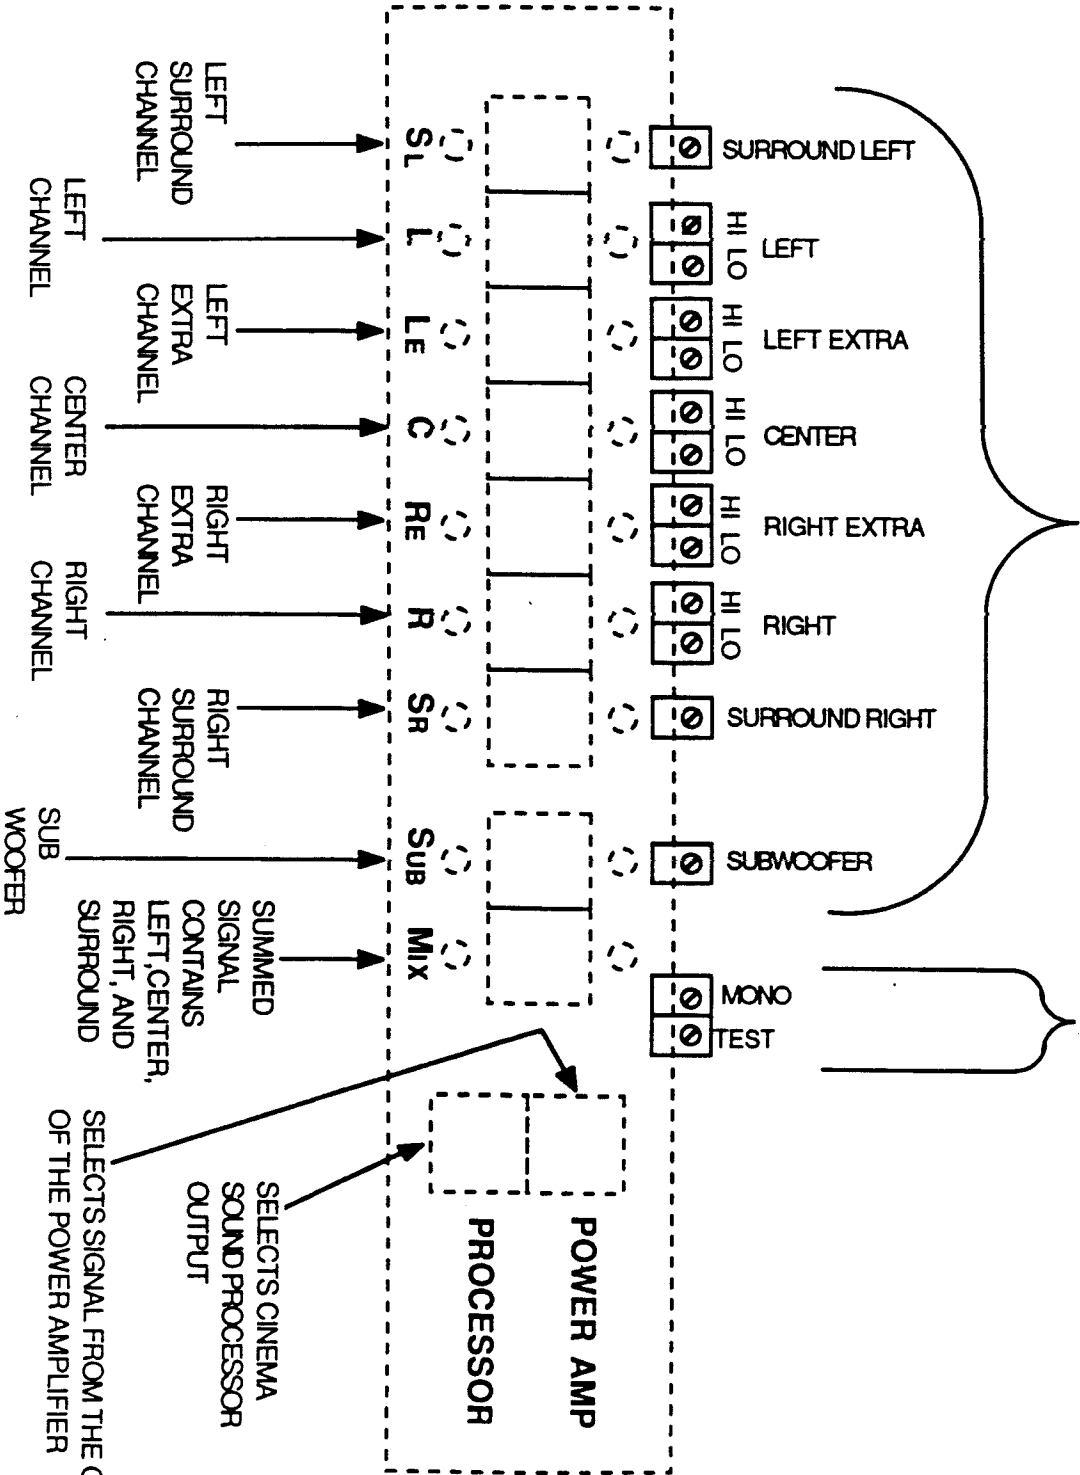 SURROUND LEFT
HI LO
LEFT
HI LO
LEFT EXTRA
HI LO
CENTER
HI LO
RIGHT EXTRA
HI LO
RIGHT
SURROUND RIGHT
SUBWOOFER
MONO
TEST
SL
L
LE
C
RE
R
SR
SUB
MIX
POWER AMP
PROCESSOR
LEFT
SURROUND
CHANNEL
LEFT
CHANNEL
LEFT
EXTRA
CHANNEL
CENTER
CHANNEL
RIGHT
EXTRA
CHANNEL
RIGHT
CHANNEL
RIGHT
SURROUND
CHANNEL
SUB
WOOFER
SUMMED
SIGNAL
CONTAINS
LEFT,CENTER,
RIGHT, AND
SURROUND
SELECTS CINEMA
SOUND PROCESSOR
OUTPUT
SELECTS SIGNAL FROM THE
OF THE POWER AMPLIFIER